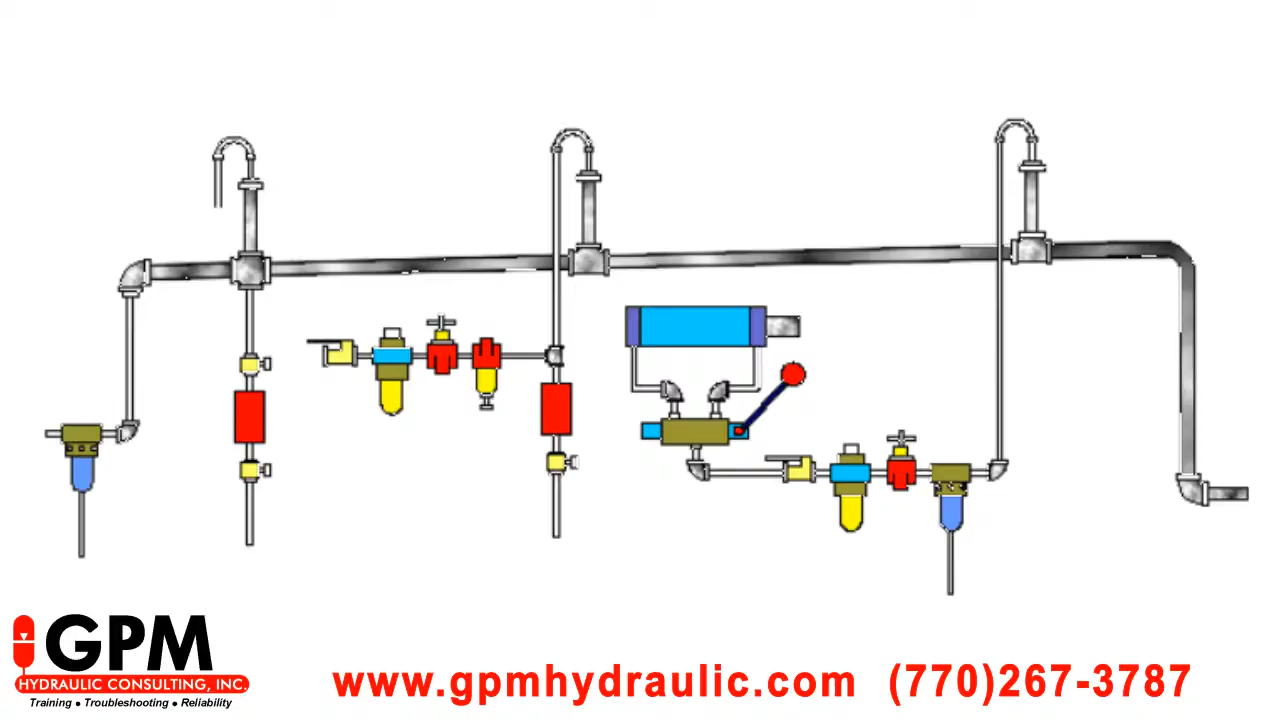 GPM
HYDRAULIC CONSULTING, INC.
Training ● Troubleshooting ● Reliability
www.gpmhydraulic.com (770)267-3787